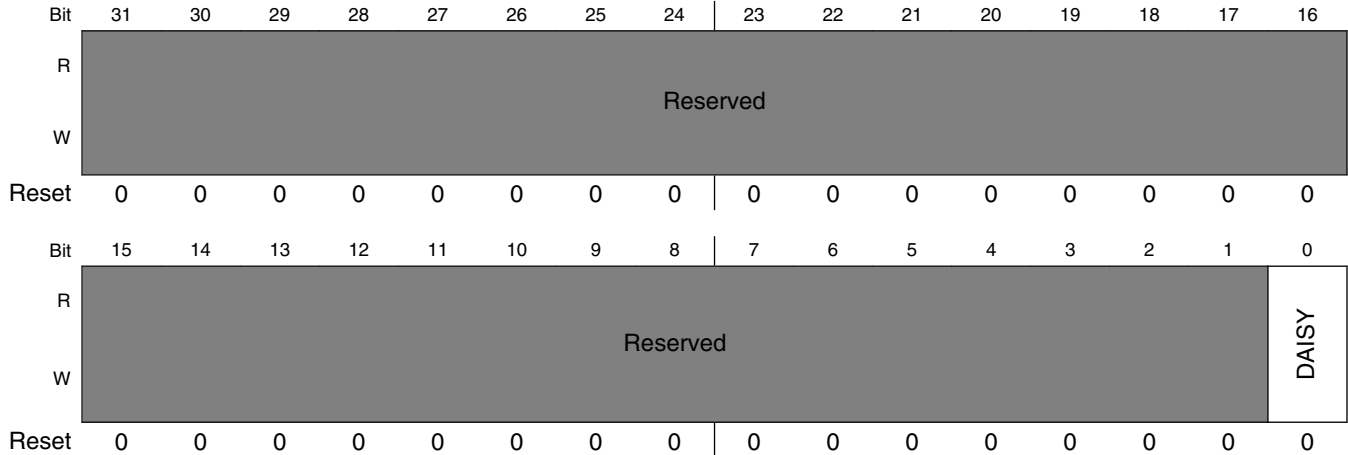 Bit 31 30 29 28 27 26 25 24 23 22 21 20 19 18 17 16
R
Reserved
W
Reset 0 0 0 0 0 0 0 0 0 0 0 0 0 0 0 0
Bit 15 14 13 12 11 10 9 8 7 6 5 4 3 2 1 0
R
Reserved
DAISY
W
Reset 0 0 0 0 0 0 0 0 0 0 0 0 0 0 0 0